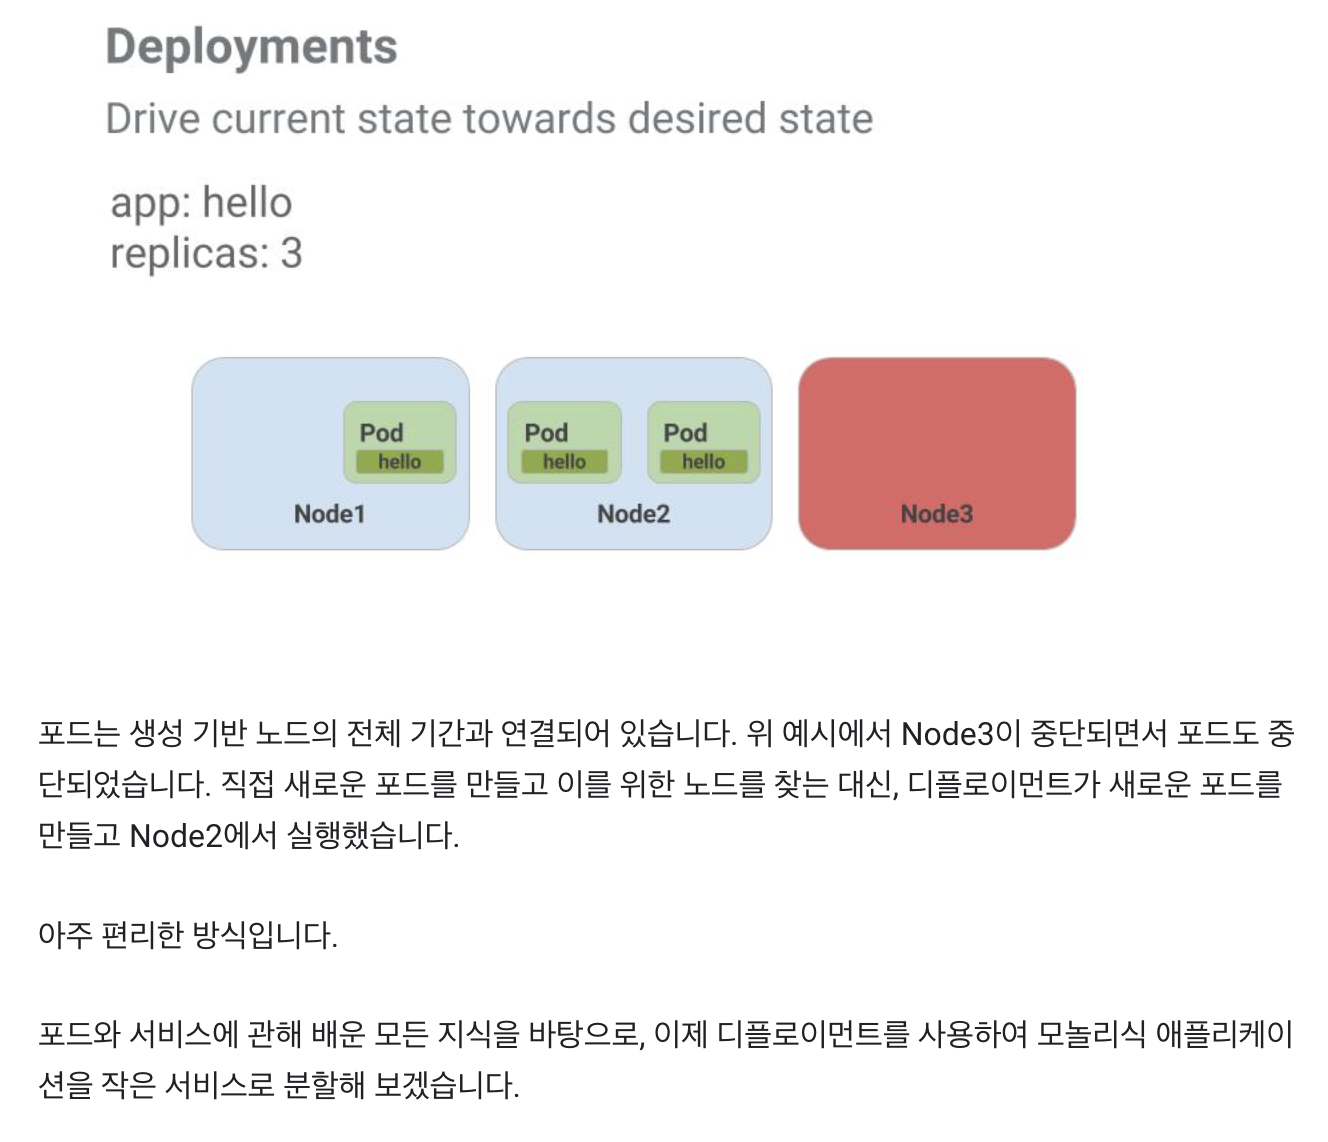 Deployments
Drive current state towards desired state
app: hello
replicas: 3
Pod
hello
Node1
Pod
hello
Pod
hello
Node2
Node3
포드는 생성 기반 노드의 전체 기간과 연결되어 있습니다. 위 예시에서 Node3이 중단되면서 포드도 중
단되었습니다. 직접 새로운 포드를 만들고 이를 위한 노드를 찾는 대신, 디플로이먼트가 새로운 포드를
만들고 Node2에서 실행했습니다.
아주 편리한 방식입니다.
포드와 서비스에 관해 배운 모든 지식을 바탕으로, 이제 디플로이먼트를 사용하여 모놀리식 애플리케이
션을 작은 서비스로 분할해 보겠습니다.